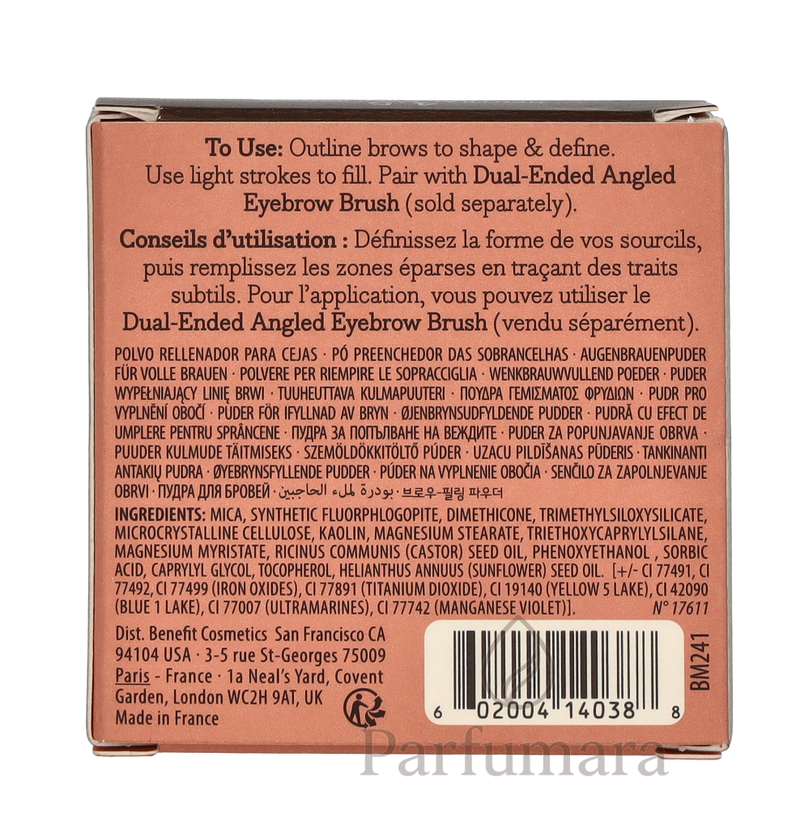 To Use: Outline brows to shape & define.
Use light strokes to fill. Pair with Dual-Ended Angled
Eyebrow Brush (sold separately).
Conseils d'utilisation : Définissez la forme de vos sourcils,
puis remplissez les zones éparses en traçant des traits
subtils. Pour l'application, vous pouvez utiliser le
Dual-Ended Angled Eyebrow Brush (vendu séparément).
POLVO RELLENADOR PARA CEJAS · PÓ PREENCHEDOR DAS SOBRANCELHAS · AUGENBRAUENPUDER
FÜR VOLLE BRAUEN · POLVERE PER RIEMPIRE LE SOPRACCIGLIA · WENKBRAUWVULLEND POEDER · PUDER
WYPEŁNIAJĄCY LINIĘ BRWI · TUUHEUTTAVA KULMAPUUTERI · ΠΟΥΔΡΑ ΓΕΜΙΣΜΑΤΟΣ ΦΡΥΔΙΩΝ · PUDR PRO
VYPLNĚNÍ OBOČÍ · PUDER FÖR IFYLLNAD AV BRYN · ØJENBRYNSUDFYLDENDE PUDDER · PUDRĂ CU EFECT DE
UMPLERE PENTRU SPRÂNCENE · ПУДРА ЗА ПОПЪЛВАНЕ НА ВЕЖДИТЕ · PUDER ZA POPUNJAVANJE OBRVA ·
PUUDER KULMUDE TÄITMISEKS · SZEMÖLDÖKKITÖLTŐ PÚDER · UZACU PILDĪŠANAS PŪDERIS · TANKINANTI
ANTAKIŲ PUDRA · ØYEBRYNSFYLLENDE PUDDER · PÚDER NA VYPLNENIE OBOČIA · SENČILO ZA ZAPOLNJEVANJE
OBRVI · ПУДРА ДЛЯ БРОВЕЙ · بودرة لملء الحاجبين · 브로우-필링 파우더
INGREDIENTS: MICA, SYNTHETIC FLUORPHLOGOPITE, DIMETHICONE, TRIMETHYLSILOXYSILICATE,
MICROCRYSTALLINE CELLULOSE, KAOLIN, MAGNESIUM STEARATE, TRIETHOXYCAPRYLYLSILANE,
MAGNESIUM MYRISTATE, RICINUS COMMUNIS (CASTOR) SEED OIL, PHENOXYETHANOL , SORBIC
ACID, CAPRYLYL GLYCOL, TOCOPHEROL, HELIANTHUS ANNUUS (SUNFLOWER) SEED OIL. [+/- CI 77491, CI
77492, CI 77499 (IRON OXIDES), CI 77891 (TITANIUM DIOXIDE), CI 19140 (YELLOW 5 LAKE), CI 42090
(BLUE 1 LAKE), CI 77007 (ULTRAMARINES), CI 77742 (MANGANESE VIOLET)].
N° 17611
Dist. Benefit Cosmetics San Francisco CA
94104 USA · 3-5 rue St-Georges 75009
Paris - France · 1a Neal's Yard, Covent
Garden, London WC2H 9AT, UK
Made in France
6 02004 14038 8
BM241
Parfumara